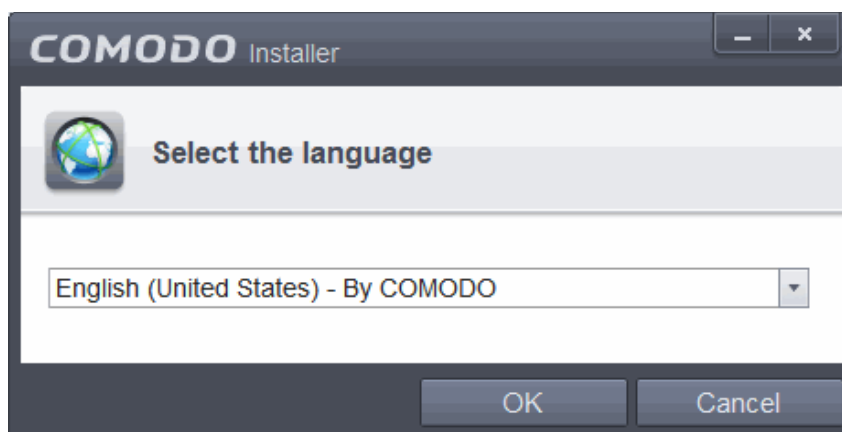 COMODO Installer
Select the language
English (United States) - By COMODO
OK
Cancel